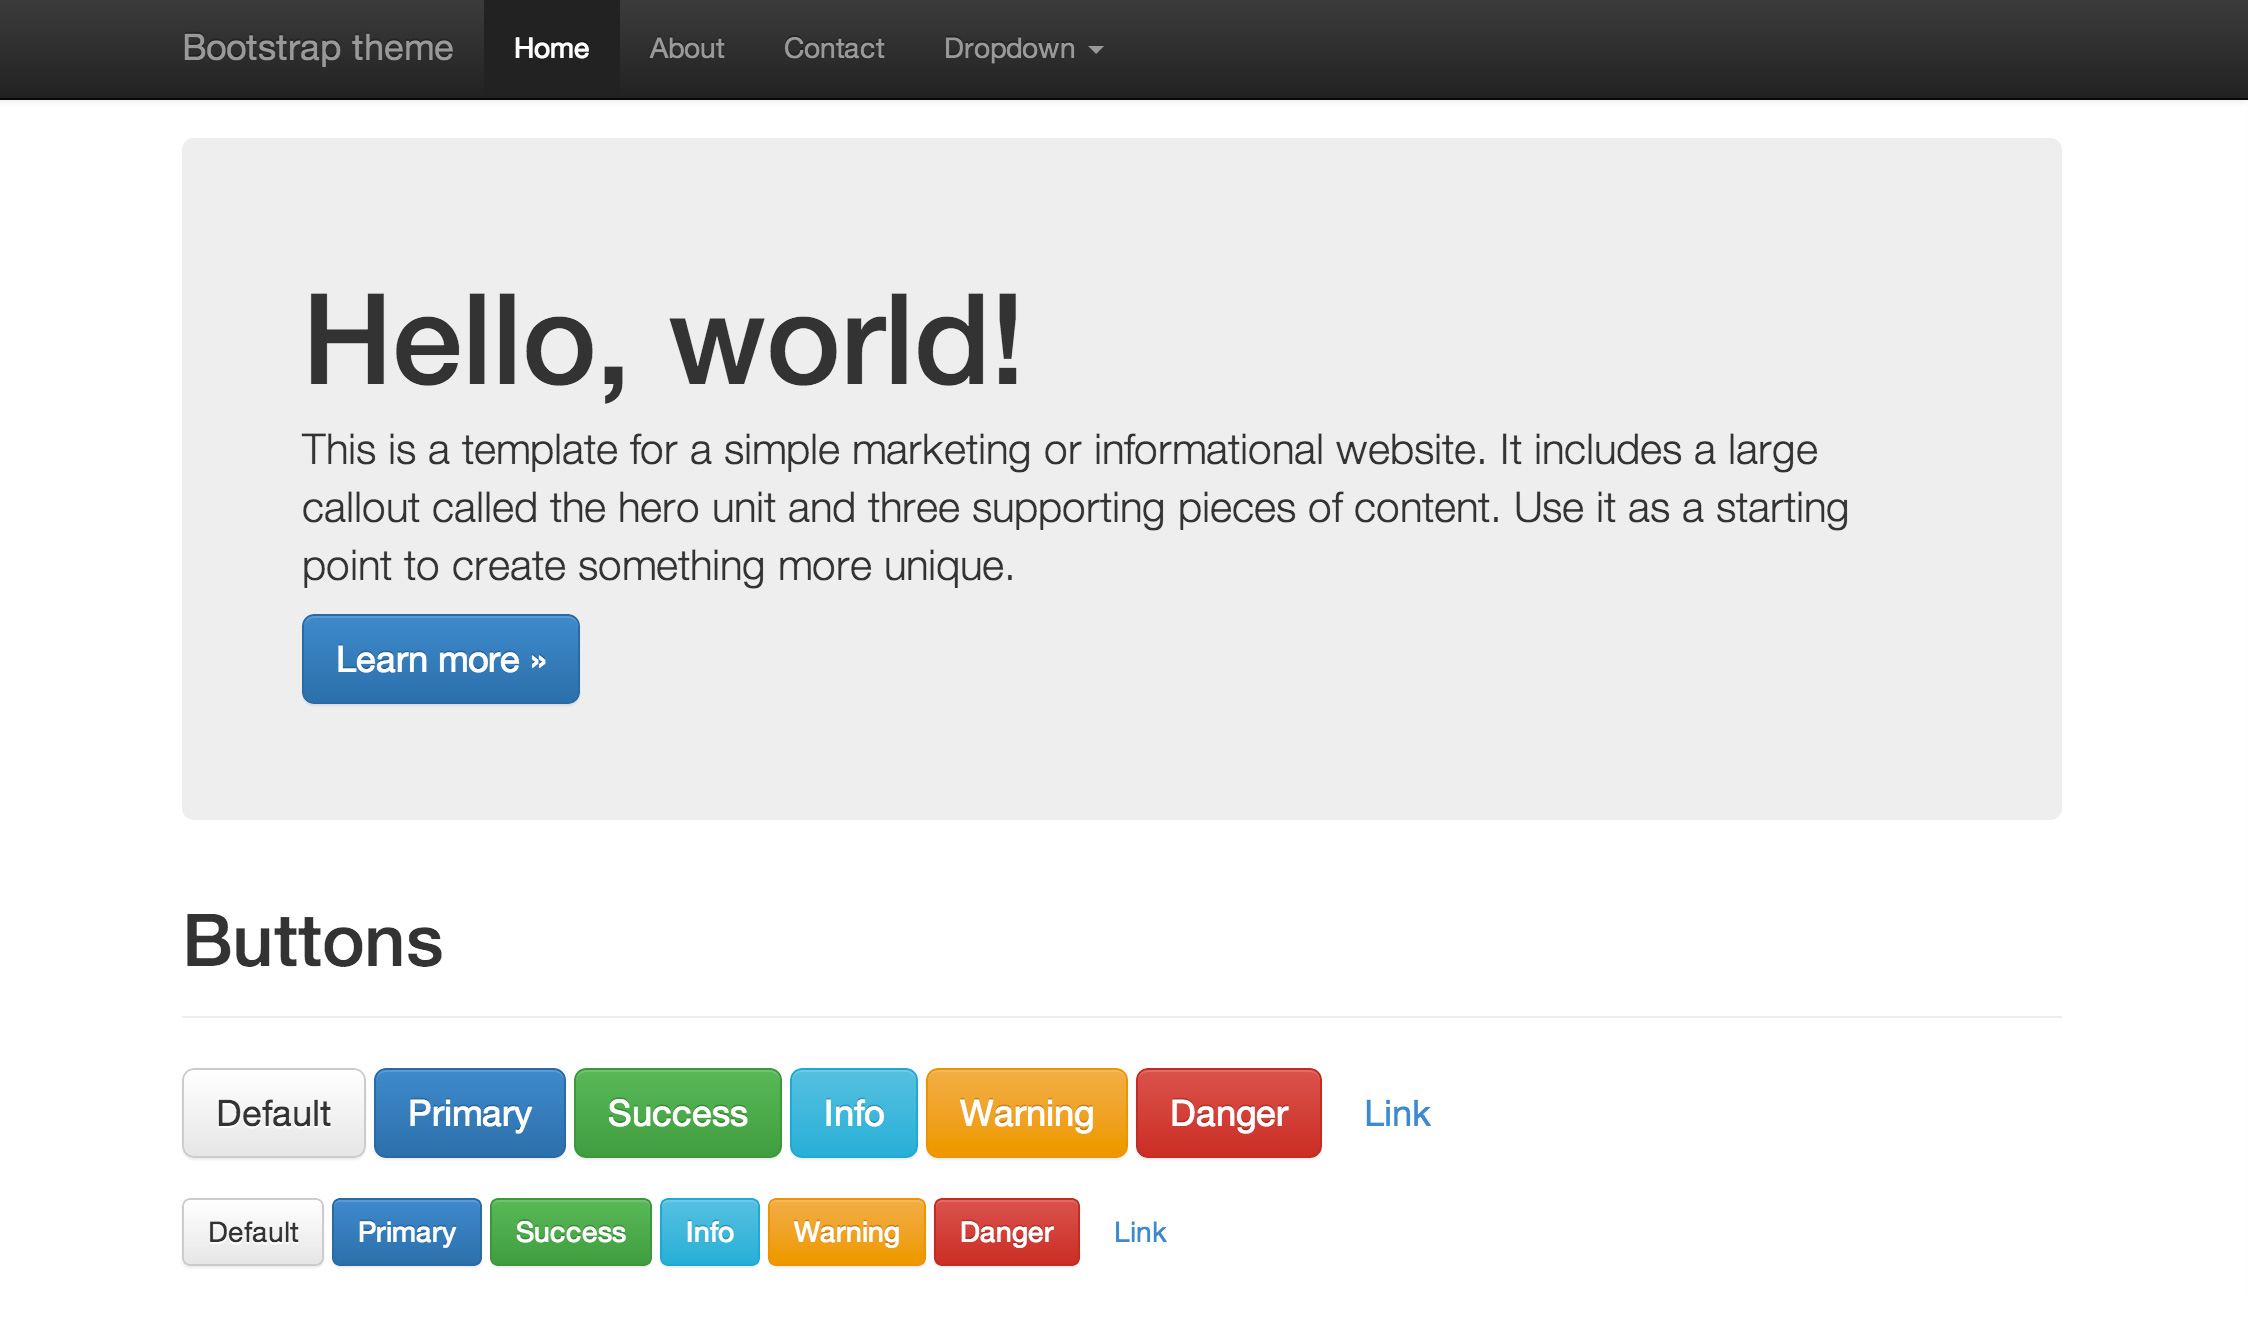 Bootstrap theme Home About Contact Dropdown
Hello, world!
This is a template for a simple marketing or informational website. It includes a large
callout called the hero unit and three supporting pieces of content. Use it as a starting
point to create something more unique.
Learn more »
Buttons
Default Primary Success Info Warning Danger Link
Default Primary Success Info Warning Danger Link